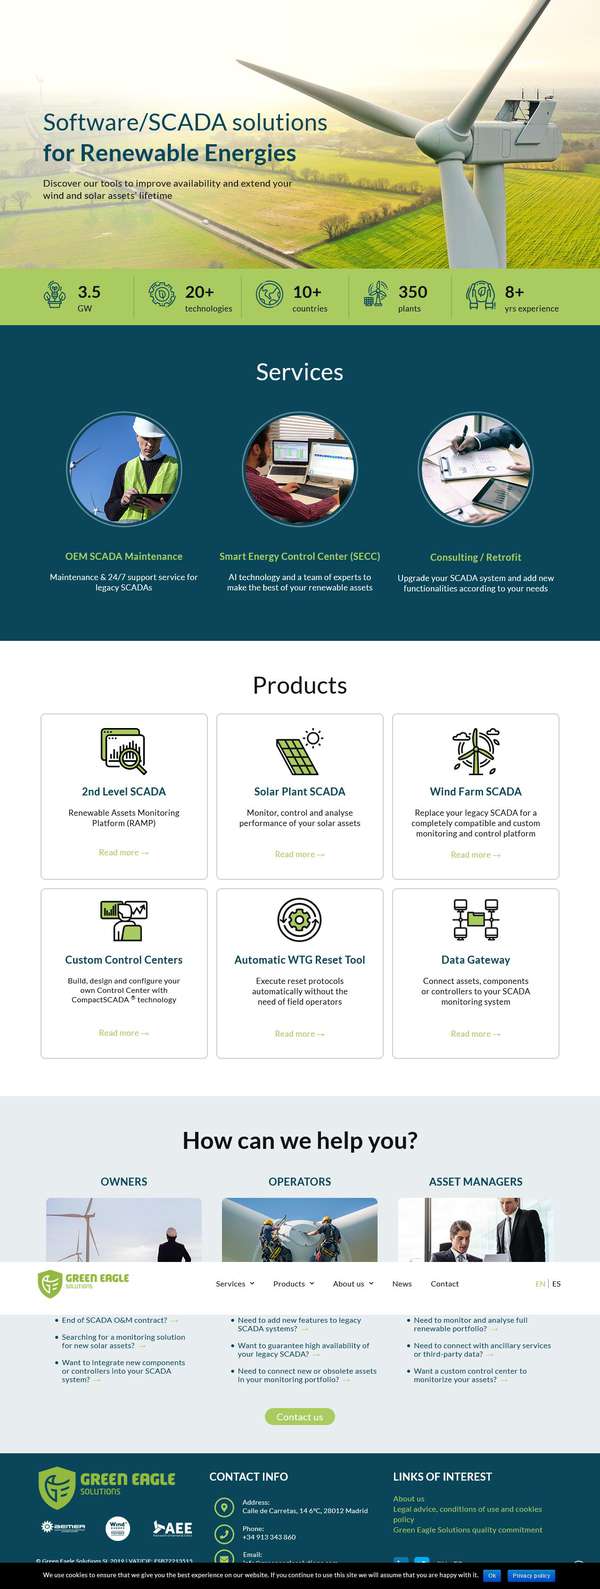 Software/SCADA solutions
for Renewable Energies
Discover our tools to improve availability and extend your
wind and solar assets' lifetime
3.5
GW
20+
technologies
10+
countries
350
plants
8+
yrs experience
Services
OEM SCADA Maintenance
Maintenance & 24/7 support service for
legacy SCADAs
Smart Energy Control Center (SECC)
AI technology and a team of experts to
make the best of your renewable assets
Consulting / Retrofit
Upgrade your SCADA system and add new
functionalities according to your needs
Products
2nd Level SCADA
Renewable Assets Monitoring
Platform (RAMP)
Read more →
Solar Plant SCADA
Monitor, control and analyse
performance of your solar assets
Read more →
Wind Farm SCADA
Replace your legacy SCADA for a
completely compatible and custom
monitoring and control platform
Read more →
Custom Control Centers
Build, design and configure your
own Control Center with
CompactSCADA ® technology
Read more →
Automatic WTG Reset Tool
Execute reset protocols
automatically without the
need of field operators
Read more →
Data Gateway
Connect assets, components
or controllers to your SCADA
monitoring system
Read more →
How can we help you?
OWNERS
OPERATORS
ASSET MANAGERS
GREEN EAGLE
SOLUTIONS
Services
Products
About us
News
Contact
EN | ES
• End of SCADA O&M contract? →
• Searching for a monitoring solution
for new solar assets? →
• Want to integrate new components
or controllers into your SCADA
system? →
• Need to add new features to legacy
SCADA systems? →
• Want to guarantee high availability of
your legacy SCADA? →
• Need to connect new or obsolete assets
in your monitoring portfolio? →
• Need to monitor and analyse full
renewable portfolio? →
• Need to connect with ancillary services
or third-party data? →
• Want a custom control center to
monitorize your assets? →
Contact us
GREEN EAGLE
SOLUTIONS
GEMER
Wind
AEE
CONTACT INFO
Address:
Calle de Carretas, 14 6ºC, 28012 Madrid
Phone:
+34 913 343 860
Email:
LINKS OF INTEREST
About us
Legal advice, conditions of use and cookies
policy
Green Eagle Solutions quality commitment
We use cookies to ensure that we give you the best experience on our website. If you continue to use this site we will assume that you are happy with it.
Ok
Privacy policy